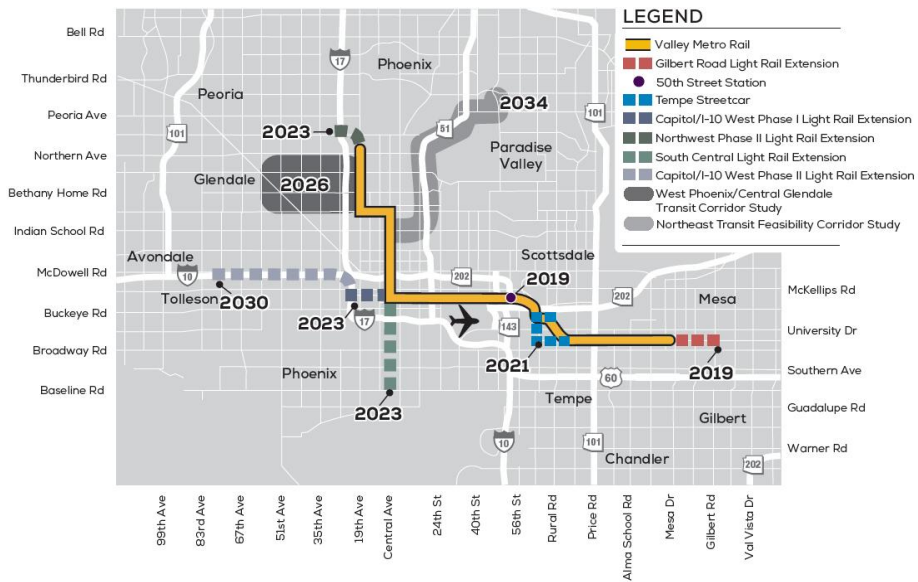 Bell Rd
Thunderbird Rd
Peoria Ave
Northern Ave
Bethany Home Rd
Indian School Rd
Avondale
McDowell Rd
Buckeye Rd
Broadway Rd
Baseline Rd
17
Phoenix
Peoria
101
2023
51
2034
101
Paradise
Valley
Glendale
2026
Scottsdale
10
Tolleson
2030
202
2019
202
Mesa
2023
17
143
2021
2019
60
Phoenix
2023
Tempe
Gilbert
10
101
Chandler
202
LEGEND
Valley Metro Rail
Gilbert Road Light Rail Extension
50th Street Station
Tempe Streetcar
Capitol/I-10 West Phase I Light Rail Extension
Northwest Phase II Light Rail Extension
South Central Light Rail Extension
Capitol/I-10 West Phase II Light Rail Extension
West Phoenix/Central Glendale
Transit Corridor Study
Northeast Transit Feasibility Corridor Study
McKellips Rd
University Dr
Southern Ave
Guadalupe Rd
Warner Rd
99th Ave
83rd Ave
67th Ave
51st Ave
35th Ave
19th Ave
Central Ave
24th St
40th St
56th St
Rural Rd
Price Rd
Alma School Rd
Mesa Dr
Gilbert Rd
Val Vista Dr